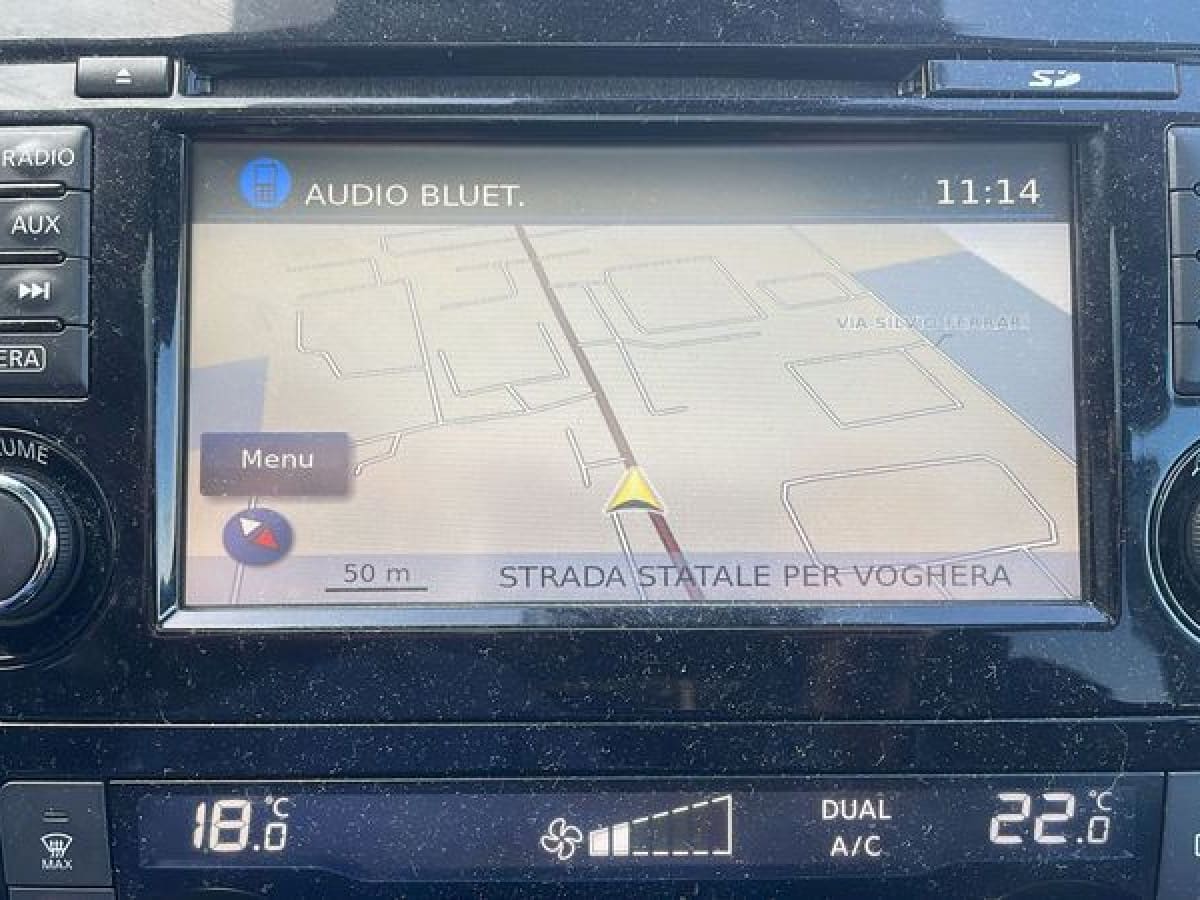 SD
RADIO
AUX
ERA
UME
AUDIO BLUET.
11:14
VIA SILVIO FERRAR
Menu
50 m
STRADA STATALE PER VOGHERA
MAX
18.0 °C
DUAL
A/C
22.0 °C